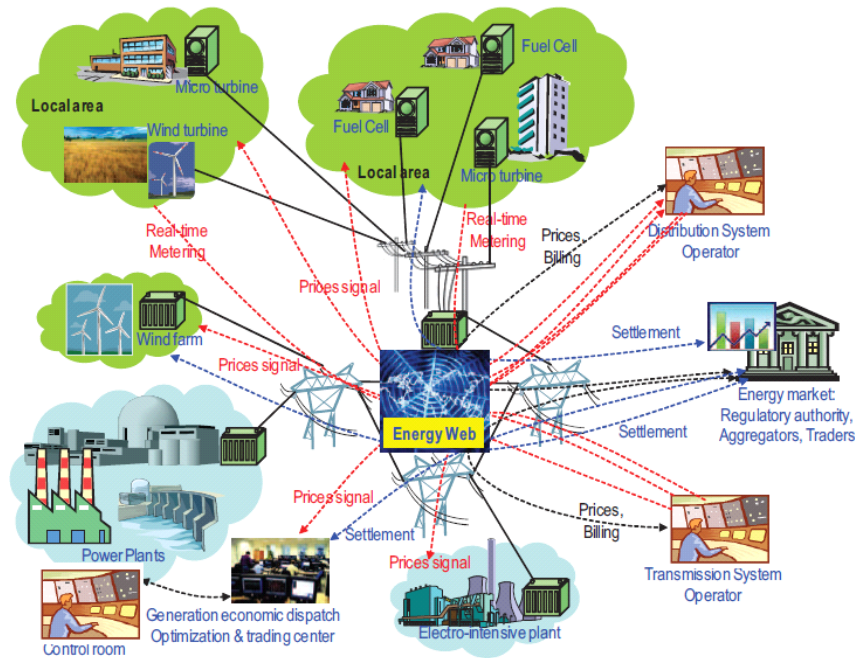 Fuel Cell
Micro turbine
Local area
Fuel Cell
Wind turbine
Local area
Micro turbine
Real-time
Metering
Real-time
Metering
Prices
Billing
Distribution System
Operator
Prices signal
Settlement
Wind farm
Prices signal
Energy Web
Energy market:
Regulatory authority,
Aggregators, Traders
Settlement
Prices signal
Prices,
Billing
Settlement
Power Plants
Prices signal
Transmission System
Operator
Generation economic dispatch
Optimization & trading center
Electro-intensive plant
Control room